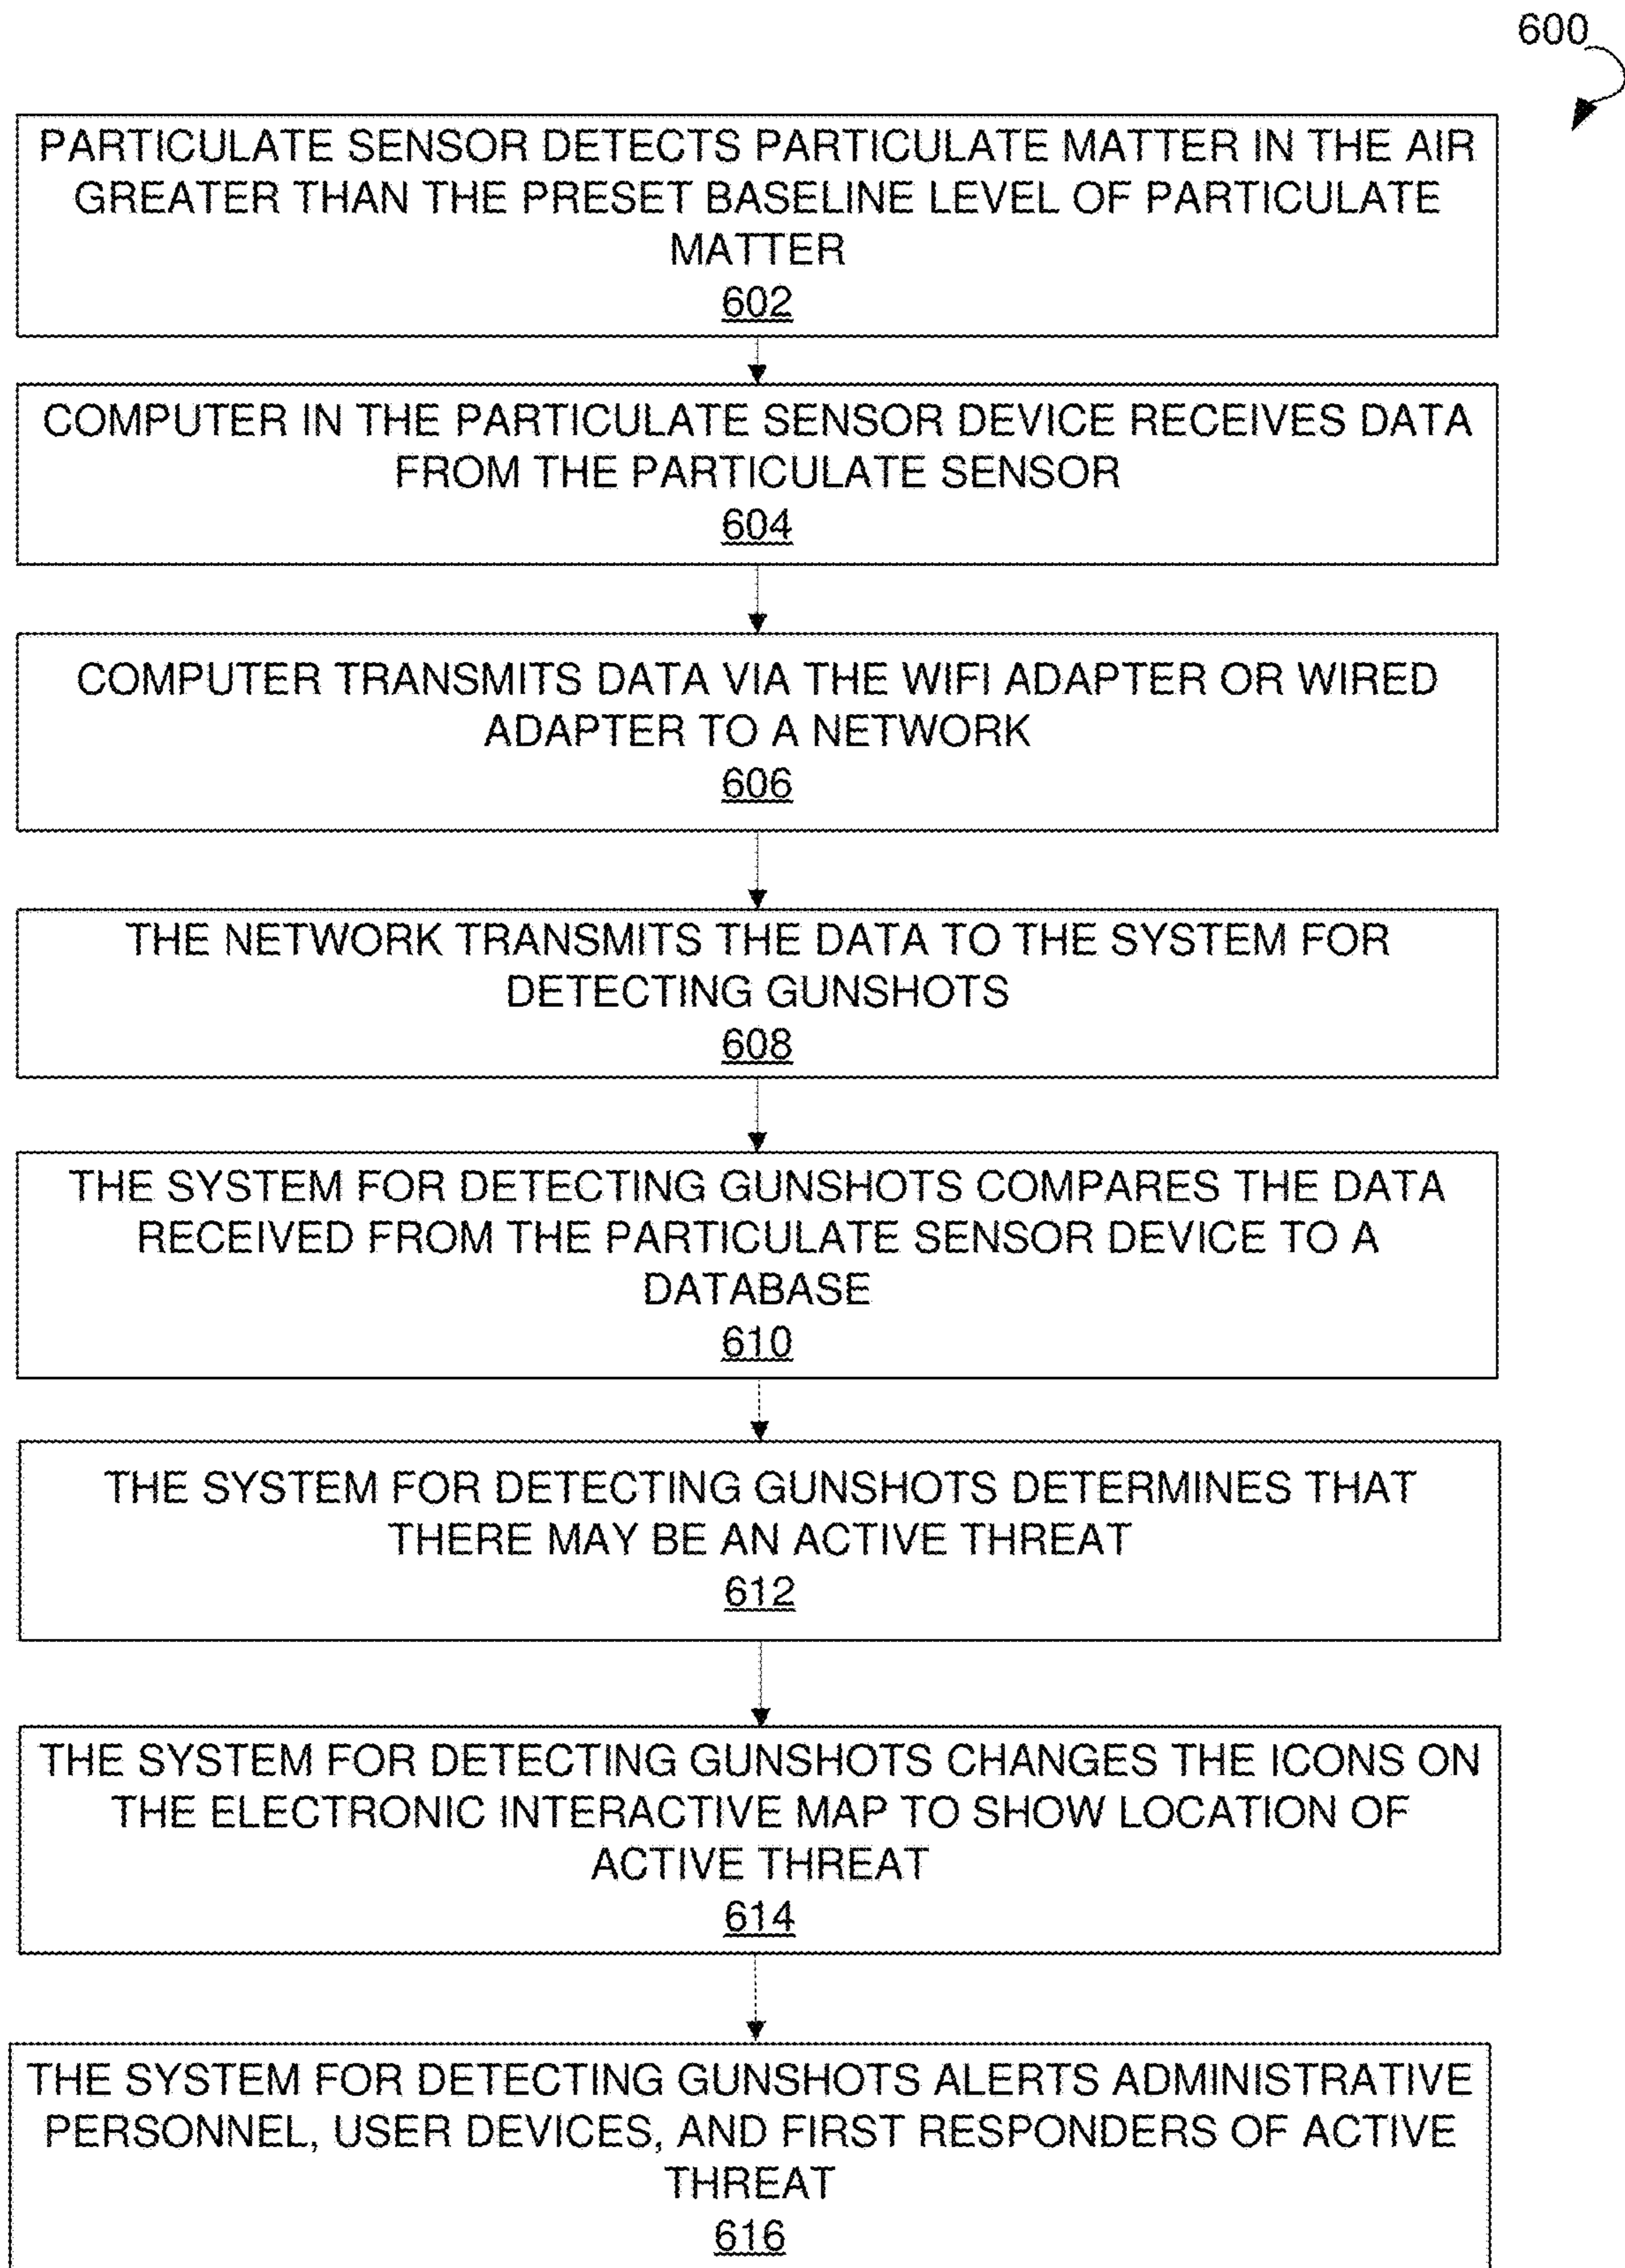 600
PARTICULATE SENSOR DETECTS PARTICULATE MATTER IN THE AIR
GREATER THAN THE PRESET BASELINE LEVEL OF PARTICULATE
MATTER
602
COMPUTER IN THE PARTICULATE SENSOR DEVICE RECEIVES DATA
FROM THE PARTICULATE SENSOR
604
COMPUTER TRANSMITS DATA VIA THE WIFI ADAPTER OR WIRED
ADAPTER TO A NETWORK
606
THE NETWORK TRANSMITS THE DATA TO THE SYSTEM FOR
DETECTING GUNSHOTS
608
THE SYSTEM FOR DETECTING GUNSHOTS COMPARES THE DATA
RECEIVED FROM THE PARTICULATE SENSOR DEVICE TO A
DATABASE
610
THE SYSTEM FOR DETECTING GUNSHOTS DETERMINES THAT
THERE MAY BE AN ACTIVE THREAT
612
THE SYSTEM FOR DETECTING GUNSHOTS CHANGES THE ICONS ON
THE ELECTRONIC INTERACTIVE MAP TO SHOW LOCATION OF
ACTIVE THREAT
614
THE SYSTEM FOR DETECTING GUNSHOTS ALERTS ADMINISTRATIVE
PERSONNEL, USER DEVICES, AND FIRST RESPONDERS OF ACTIVE
THREAT
616